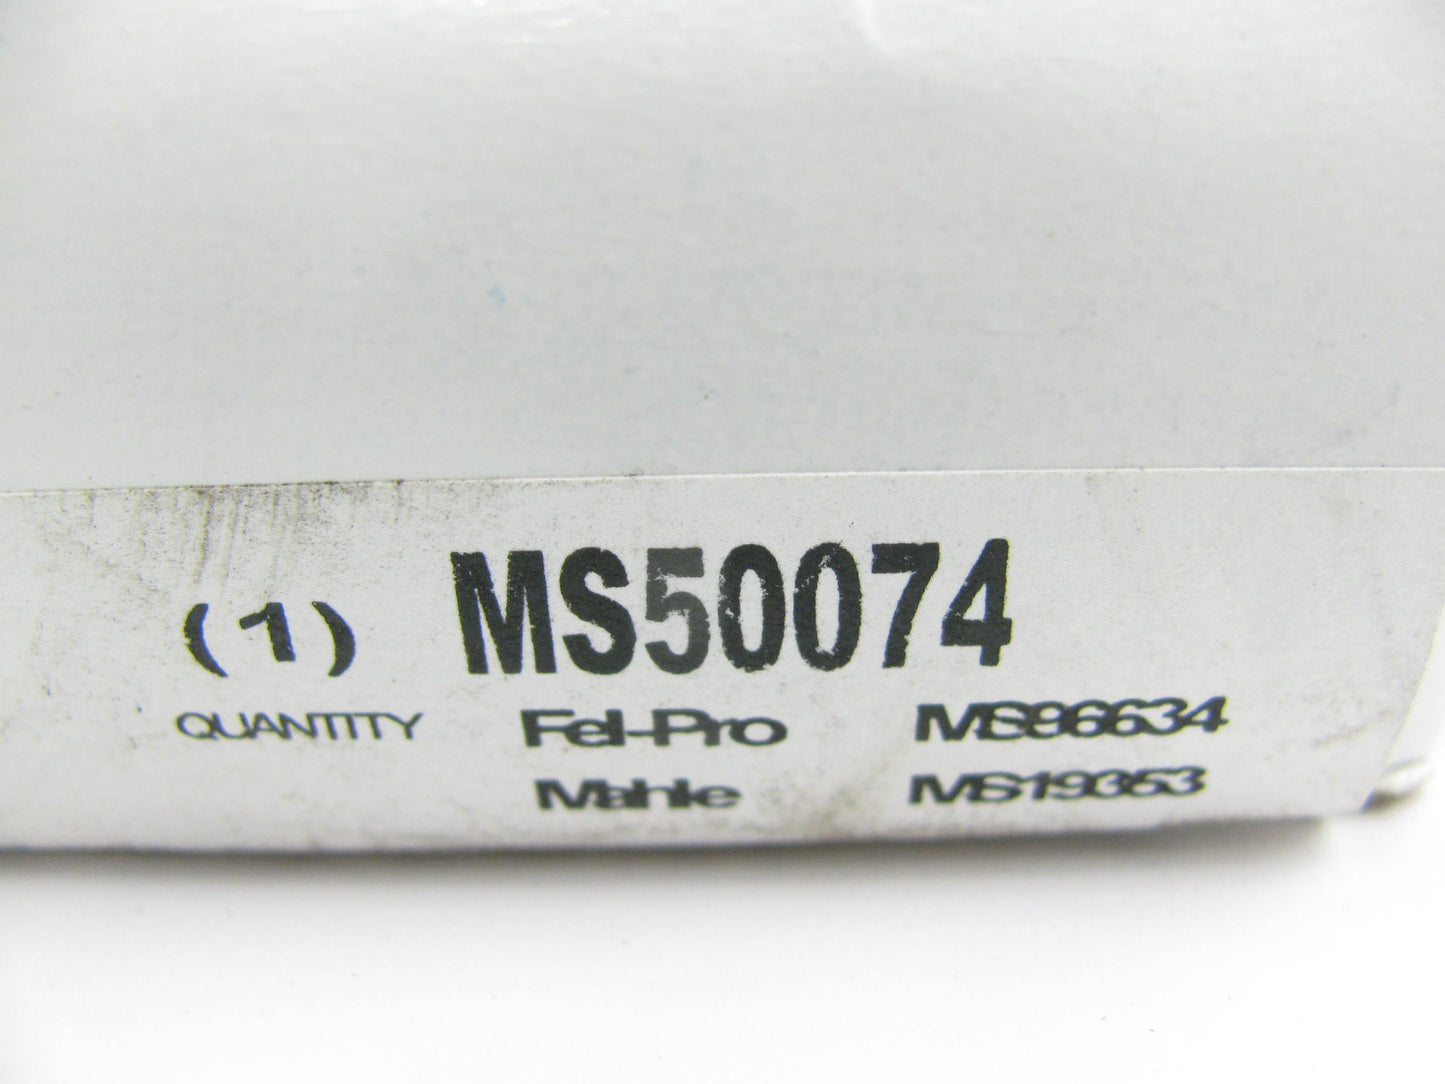 (1) MS50074
QUANTITY Fel-Pro MS96634
Mahle MS19353